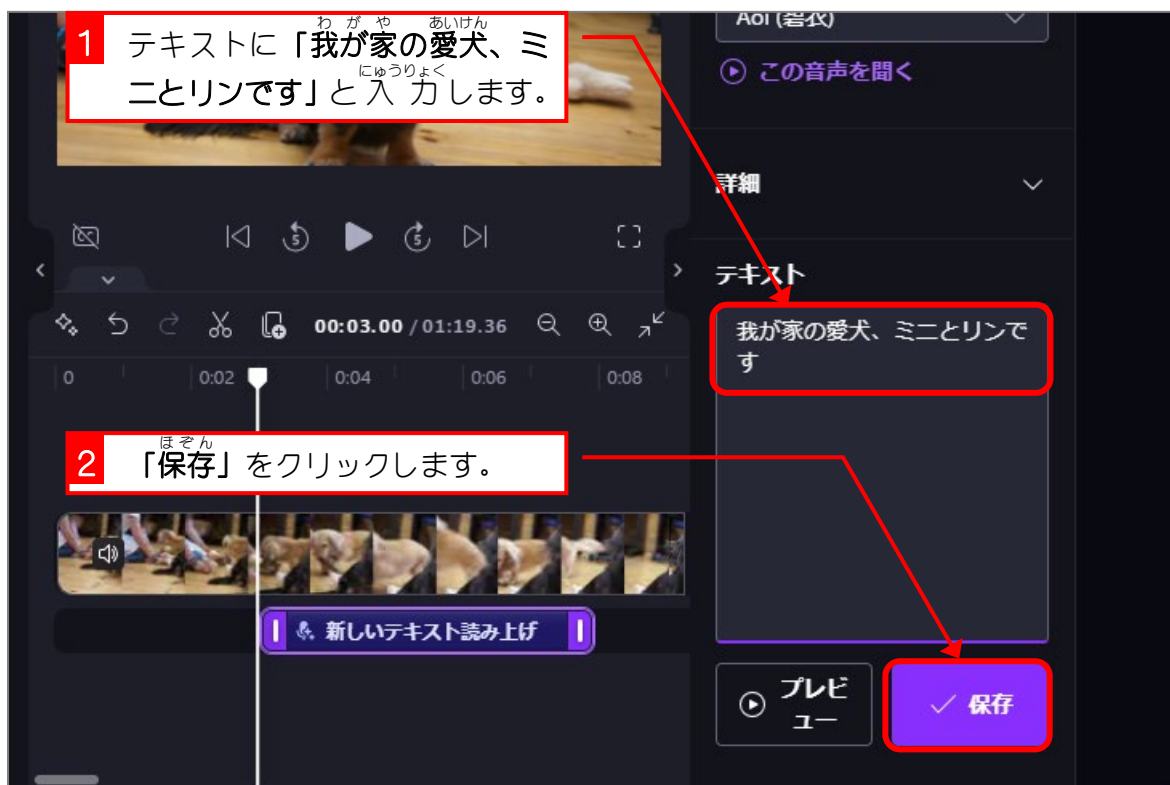 Aoi (碧衣)
この音声を聞く
1
わ が や あいけん
テキストに「我が家の愛犬、ミ
にゅうりょく
ニとリンです」と入力します。
詳細
5
5
テキスト
00:03.00 / 01:19.36
我が家の愛犬、ミニとリンで
す
0 0:02 0:04 0:06 0:08
2
ほぞん
「保存」をクリックします。
新しいテキスト読み上げ
プレビ
ュー
保存